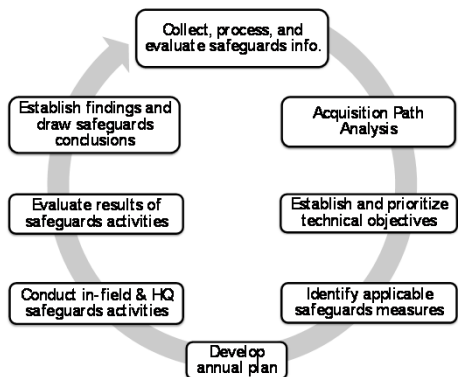 Collect, process, and
evaluate safeguards info.
Acquisition Path
Analysis
Establish and prioritize
technical objectives
Identify applicable
safeguards measures
Develop
annual plan
Conduct in-field & HQ
safeguards activities
Evaluate results of
safeguards activities
Establish findings and
draw safeguards
conclusions